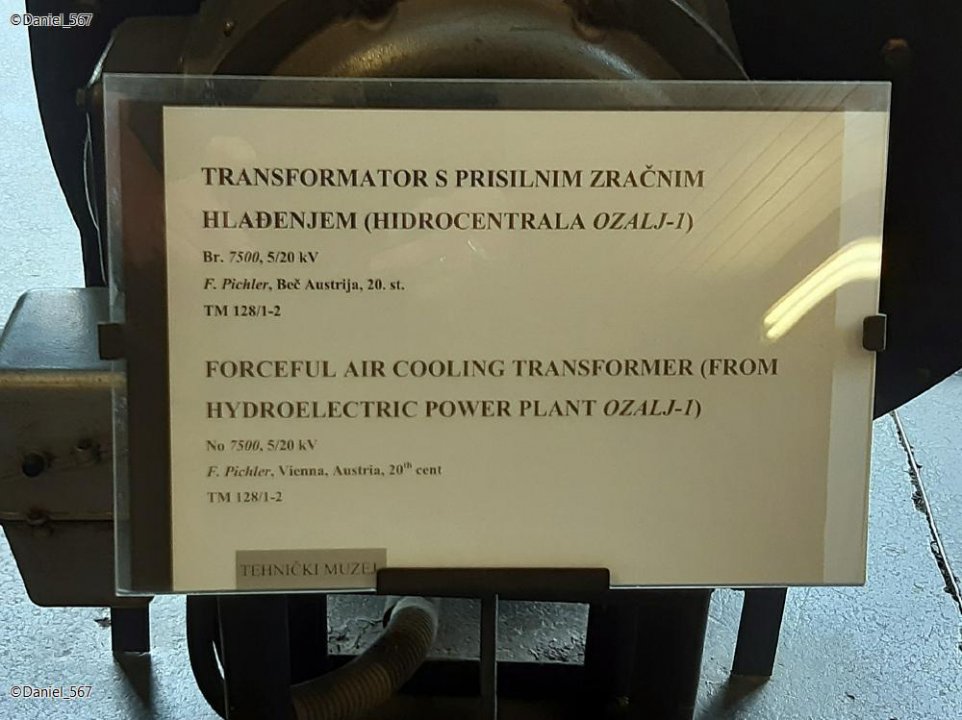 ©Daniel_567
TRANSFORMATOR S PRISILNIM ZRAČNIM
HLAĐENJEM (HIDROCENTRALA OZALJ-1)
Br. 7500, 5/20 kV
F. Pichler, Beč Austrija, 20. st.
TM 128/1-2
FORCEFUL AIR COOLING TRANSFORMER (FROM
HYDROELECTRIC POWER PLANT OZALJ-1)
No 7500, 5/20 kV
F. Pichler, Vienna, Austria, 20th cent
TM 128/1-2
TEHNIČKI MUZEJ
©Daniel_567